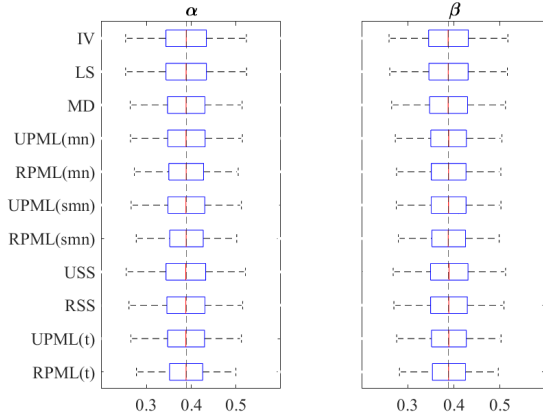 α
β
IV
LS
MD
UPML(mn)
RPML(mn)
UPML(smn)
RPML(smn)
USS
RSS
UPML(t)
RPML(t)
0.3 0.4 0.5
0.3 0.4 0.5